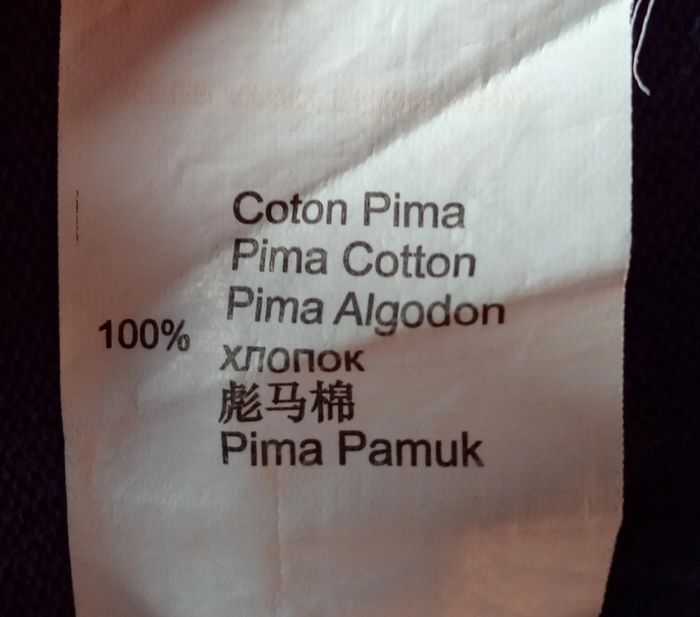 Coton Pima
Pima Cotton
Pima Algodon
100%
хлопок
彪马棉
Pima Pamuk